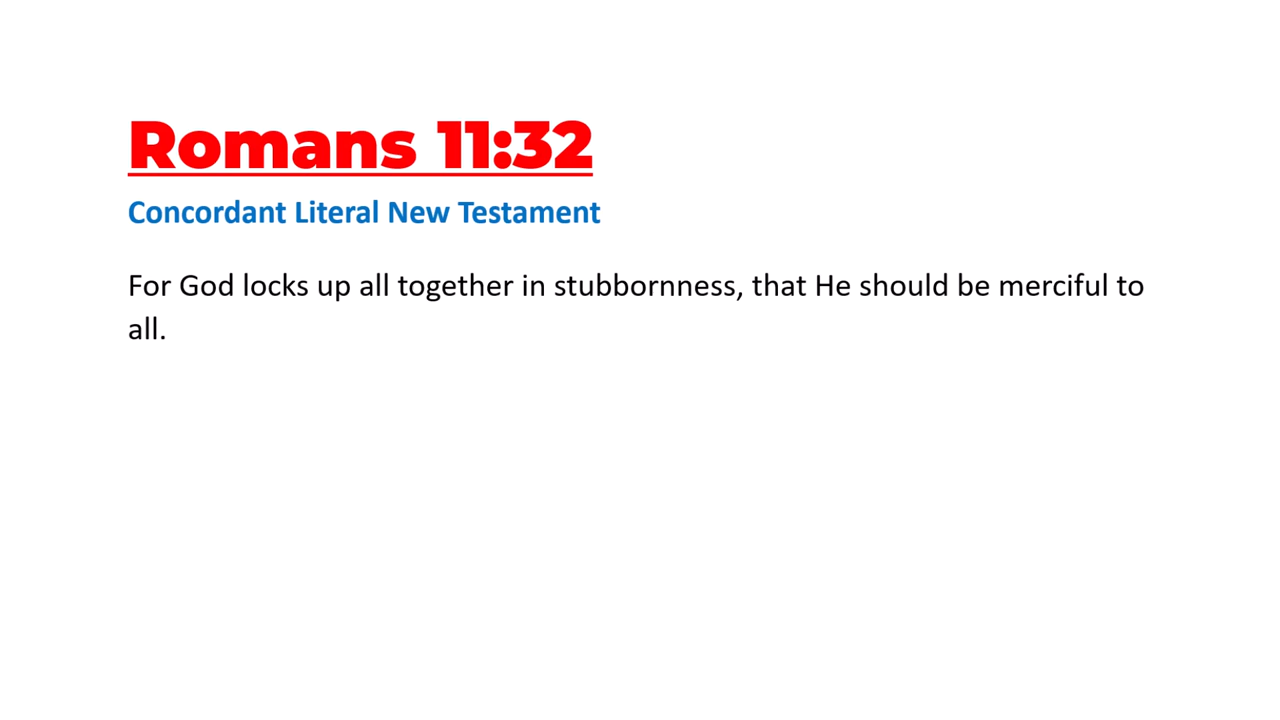 Romans 11:32
Concordant Literal New Testament
For God locks up all together in stubbornness, that He should be merciful to
all.